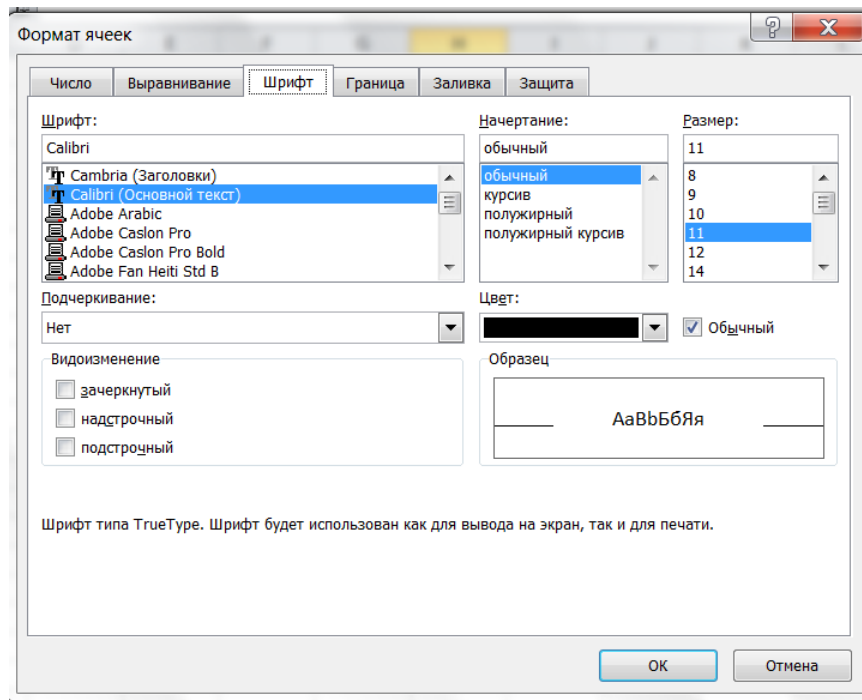 Формат ячеек
Число Выравнивание Шрифт Граница Заливка Защита
Шрифт: Начертание: Размер:
Calibri обычный 11
Cambria (Заголовки) обычный 8
Calibri (Основной текст) курсив 9
Adobe Arabic полужирный 10
Adobe Caslon Pro полужирный курсив 11
Adobe Caslon Pro Bold 12
Adobe Fan Heiti Std B 14
Подчеркивание: Цвет:
Нет Обычный
Видоизменение Образец
зачеркнутый
надстрочный АаВbБбЯя
подстрочный
Шрифт типа TrueType. Шрифт будет использован как для вывода на экран, так и для печати.
ОК Отмена